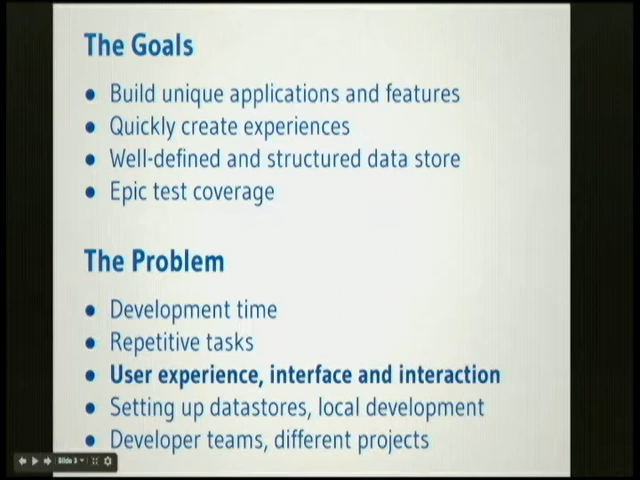 The Goals
● Build unique applications and features
● Quickly create experiences
● Well-defined and structured data store
● Epic test coverage
The Problem
● Development time
● Repetitive tasks
● User experience, interface and interaction
● Setting up datastores, local development
● Developer teams, different projects
Slide 3